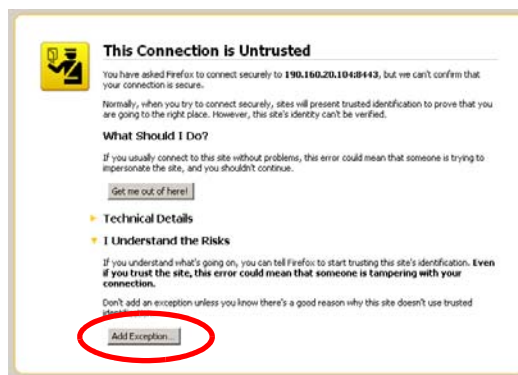 This Connection is Untrusted
You have asked Firefox to connect securely to 190.160.20.104:8443, but we can't confirm that
your connection is secure.
Normally, when you try to connect securely, sites will present trusted identification to prove that you
are going to the right place. However, this site's identity can't be verified.
What Should I Do?
If you usually connect to this site without problems, this error could mean that someone is trying to
impersonate the site, and you shouldn't continue.
Get me out of here!
Technical Details
I Understand the Risks
If you understand what's going on, you can tell Firefox to start trusting this site's identification. Even
if you trust the site, this error could mean that someone is tampering with your
connection.
Don't add an exception unless you know there's a good reason why this site doesn't use trusted
identification.
Add Exception...